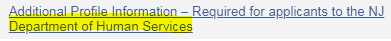 Additional Profile Information – Required for applicants to the NJ
Department of Human Services